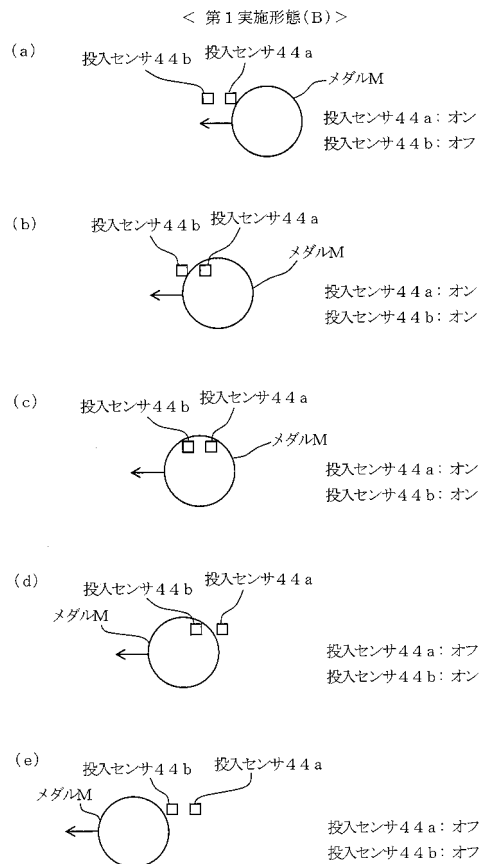 ＜ 第１実施形態(B)＞
(a)
投入センサ４４b
投入センサ４４a
メダルM
投入センサ４４a：オン
投入センサ４４b：オフ
(b)
投入センサ４４b
投入センサ４４a
メダルM
投入センサ４４a：オン
投入センサ４４b：オン
(c)
投入センサ４４b
投入センサ４４a
メダルM
投入センサ４４a：オン
投入センサ４４b：オン
(d)
投入センサ４４b
投入センサ４４a
メダルM
投入センサ４４a：オフ
投入センサ４４b：オン
(e)
投入センサ４４b
投入センサ４４a
メダルM
投入センサ４４a：オフ
投入センサ４４b：オフ